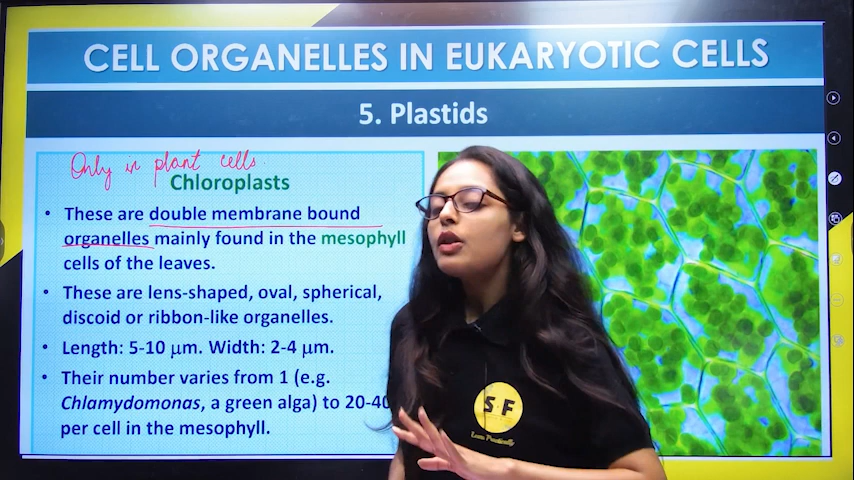 CELL ORGANELLES IN EUKARYOTIC CELLS
5. Plastids
Only in plant cells.
Chloroplasts
• These are double membrane bound
organelles mainly found in the mesophyll
cells of the leaves.
• These are lens-shaped, oval, spherical,
discoid or ribbon-like organelles.
• Length: 5-10 μm. Width: 2-4 μm.
• Their number varies from 1 (e.g.
Chlamydomonas, a green alga) to 20-40
per cell in the mesophyll.
S F
Learn Practically